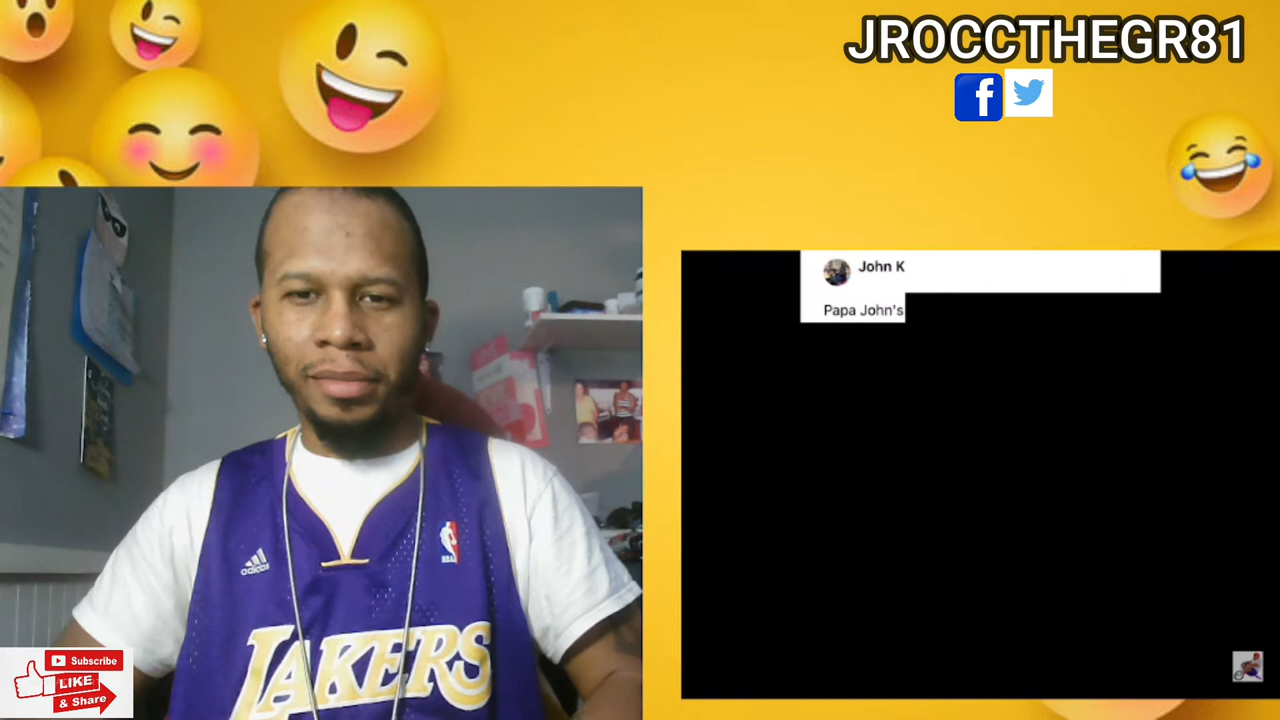 JROCCTHEGR81
John K
Papa John's
adidas
NBA
LAKERS
Subscribe
LIKE
& Share